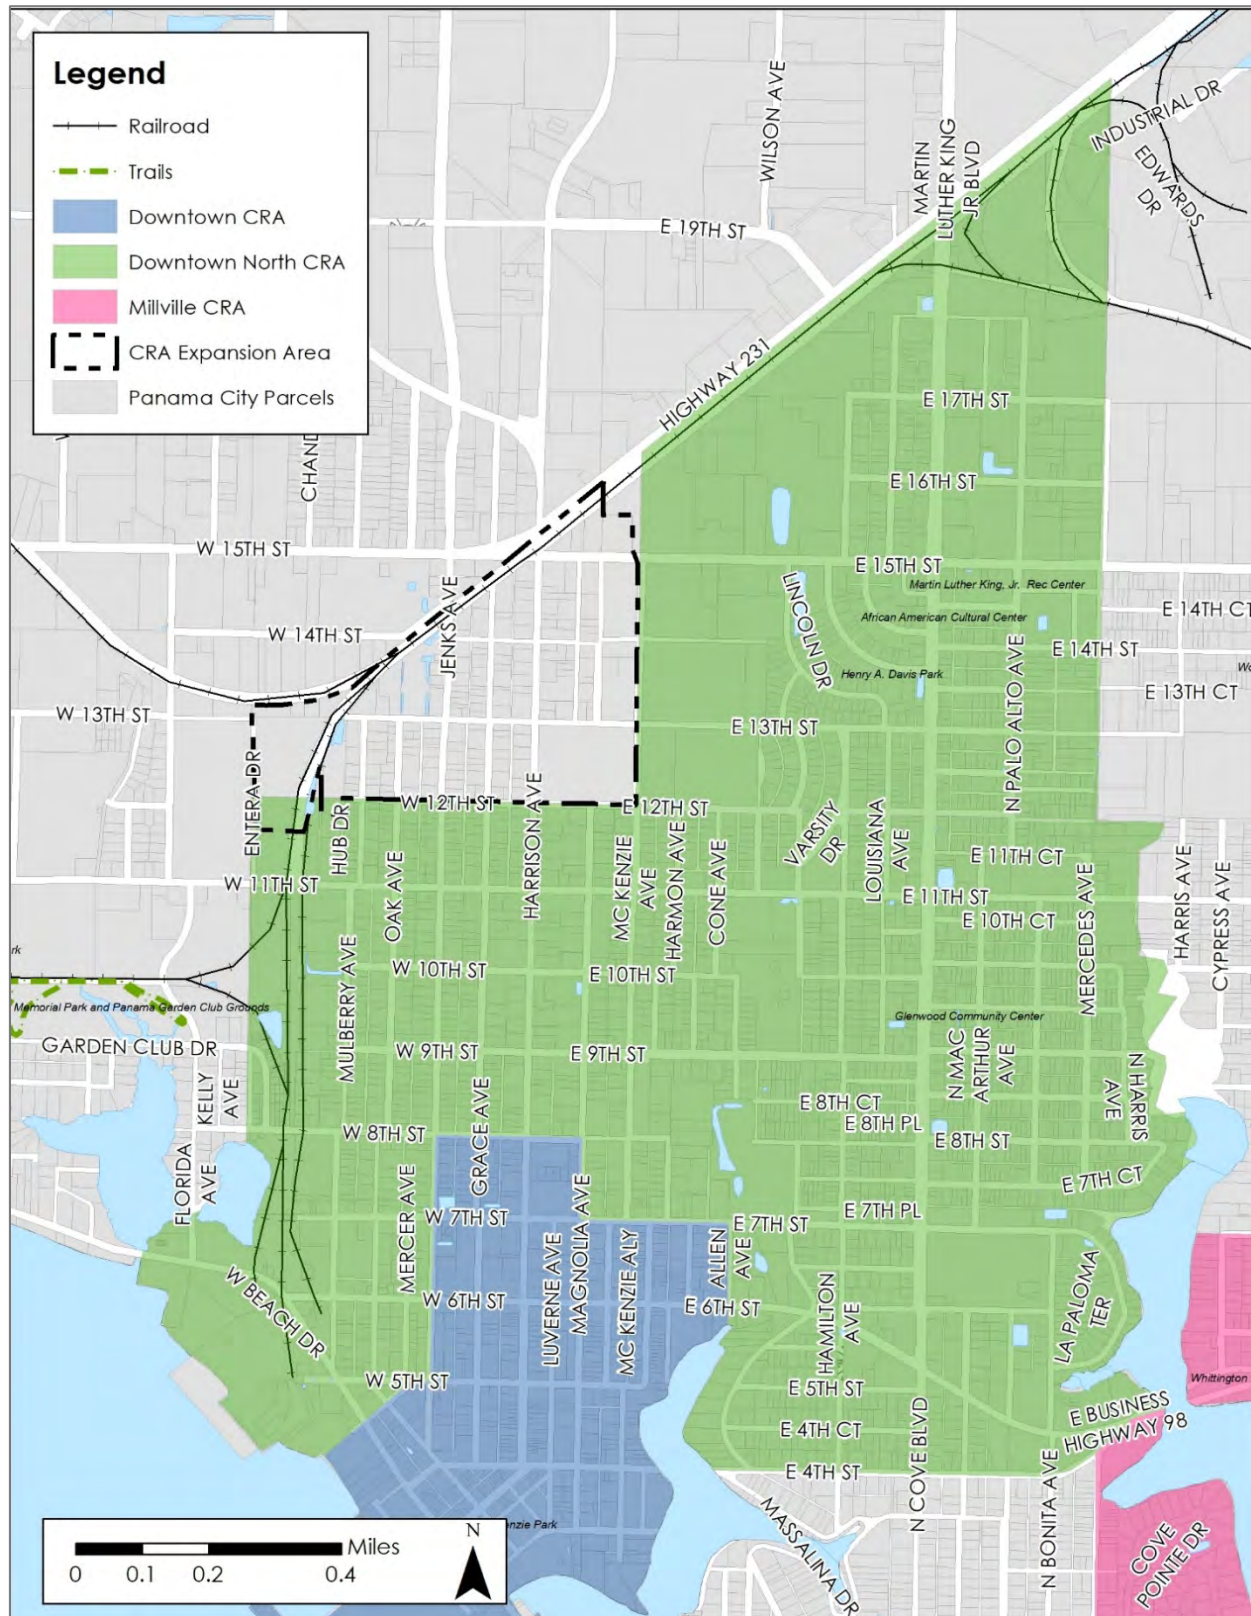 Legend
Railroad
Trails
Downtown CRA
Downtown North CRA
Millville CRA
CRA Expansion Area
Panama City Parcels
CHAND
WILSON AVE
MARTIN
LUTHER KING
JR BLVD
INDUSTRIAL DR
EDWARDS
DR
E 19TH ST
HIGHWAY 231
E 17TH ST
E 16TH ST
W 15TH ST
E 15TH ST
Martin Luther King, Jr. Rec Center
African American Cultural Center
E 14TH CT
JENKS AVE
LINCOLN DR
W 14TH ST
E 14TH ST
Henry A. Davis Park
Wo
E 13TH CT
N PALO ALTO AVE
W 13TH ST
E 13TH ST
ENTERA DR
HUB DR
W 12TH ST
E 12TH ST
HARRISON AVE
VARSITY
DR
LOUISIANA
AVE
E 11TH CT
W 11TH ST
E 11TH ST
OAK AVE
MC KENZIE
AVE
HARMON AVE
CONE AVE
E 10TH CT
MERCEDES AVE
HARRIS AVE
CYPRESS AVE
rk
W 10TH ST
E 10TH ST
MULBERRY AVE
Memorial Park and Panama Garden Club Grounds
Glenwood Community Center
GARDEN CLUB DR
W 9TH ST
E 9TH ST
N MAC
ARTHUR
AVE
N HARRIS
AVE
KELLY
AVE
GRACE AVE
E 8TH CT
E 8TH PL
W 8TH ST
E 8TH ST
FLORIDA
AVE
MERCER AVE
E 7TH CT
W 7TH ST
E 7TH ST
E 7TH PL
LUVERNE AVE
MAGNOLIA AVE
MC KENZIE ALY
ALLEN
AVE
W BEACH DR
W 6TH ST
E 6TH ST
HAMILTON
AVE
LA PALOMA
TER
W 5TH ST
E 5TH ST
Whittington
E 4TH CT
E BUSINESS
HIGHWAY 98
E 4TH ST
N COVE BLVD
N BONITA AVE
MASSALINA DR
COVE
POINTE DR
enzie Park
N
Miles
0 0.1 0.2 0.4